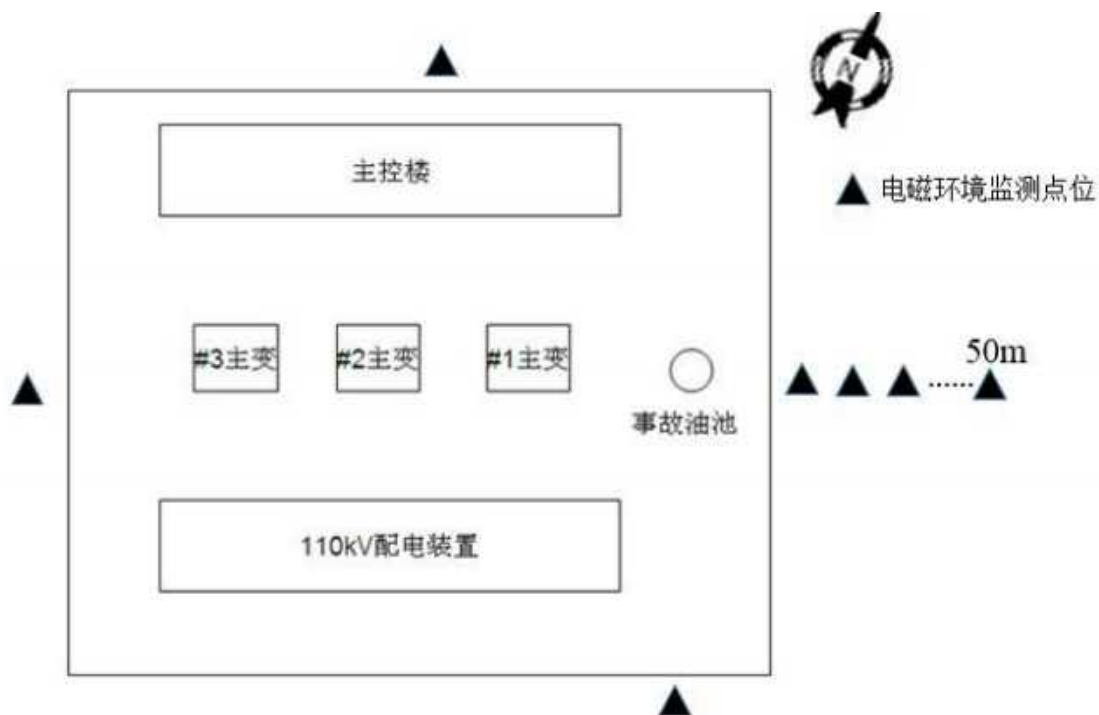 N
主控楼
▲ 电磁环境监测点位
#3主变
#2主变
#1主变
50m
......
事故油池
110kV配电装置